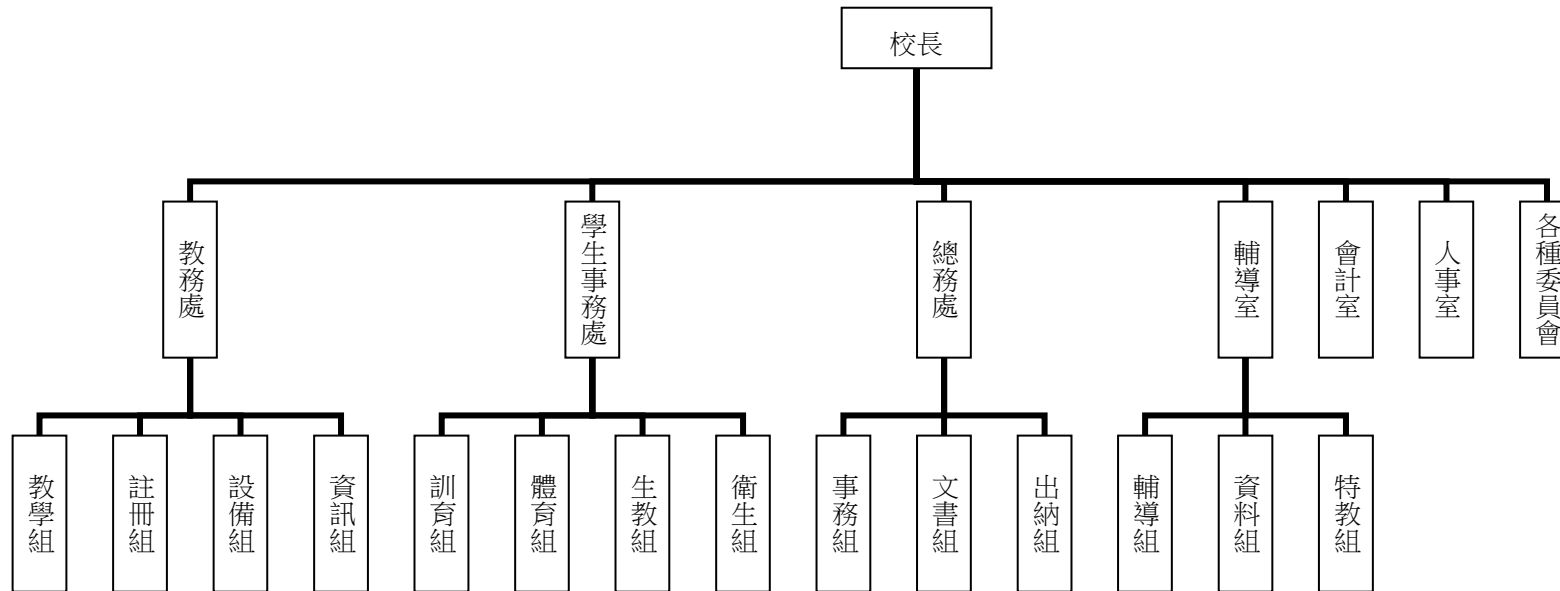 校長
教務處
學生事務處
總務處
輔導室
會計室
人事室
各種委員會
教學組
註冊組
設備組
資訊組
訓育組
體育組
生教組
衛生組
事務組
文書組
出納組
輔導組
資料組
特教組